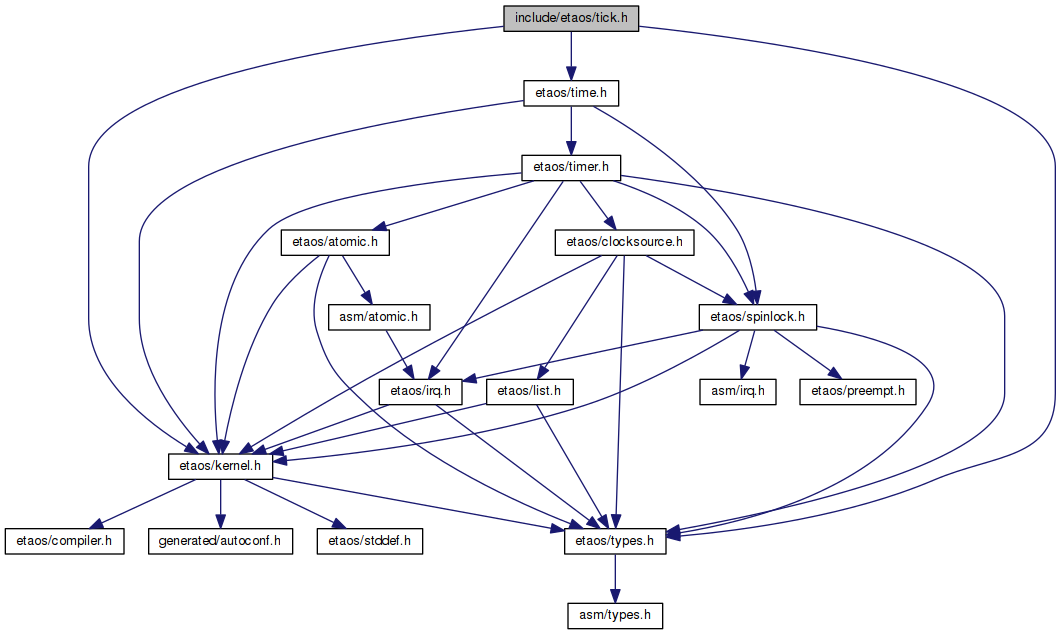 include/etaos/tick.h
etaos/time.h
etaos/timer.h
etaos/atomic.h
etaos/clocksource.h
asm/atomic.h
etaos/spinlock.h
etaos/irq.h
etaos/list.h
asm/irq.h
etaos/preempt.h
etaos/kernel.h
etaos/compiler.h
generated/autoconf.h
etaos/stddef.h
etaos/types.h
asm/types.h